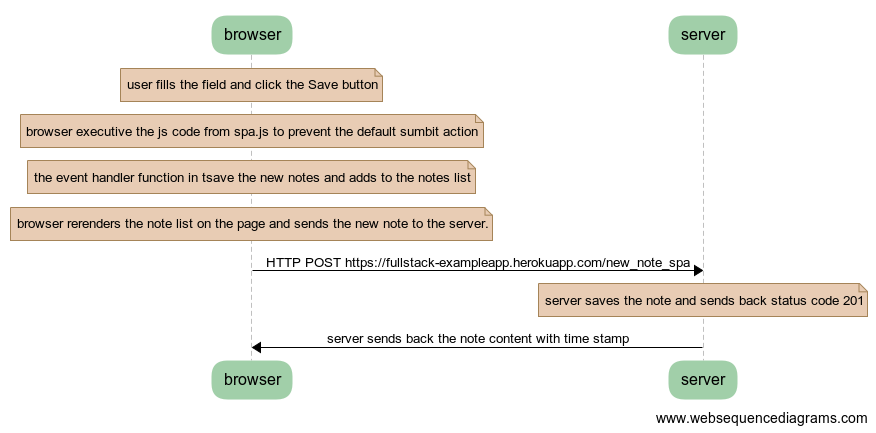 browser
server
user fills the field and click the Save button
browser executive the js code from spa.js to prevent the default sumbit action
the event handler function in tsave the new notes and adds to the notes list
browser rerenders the note list on the page and sends the new note to the server.
HTTP POST https://fullstack-exampleapp.herokuapp.com/new_note_spa
server saves the note and sends back status code 201
server sends back the note content with time stamp
browser
server
www.websequencediagrams.com